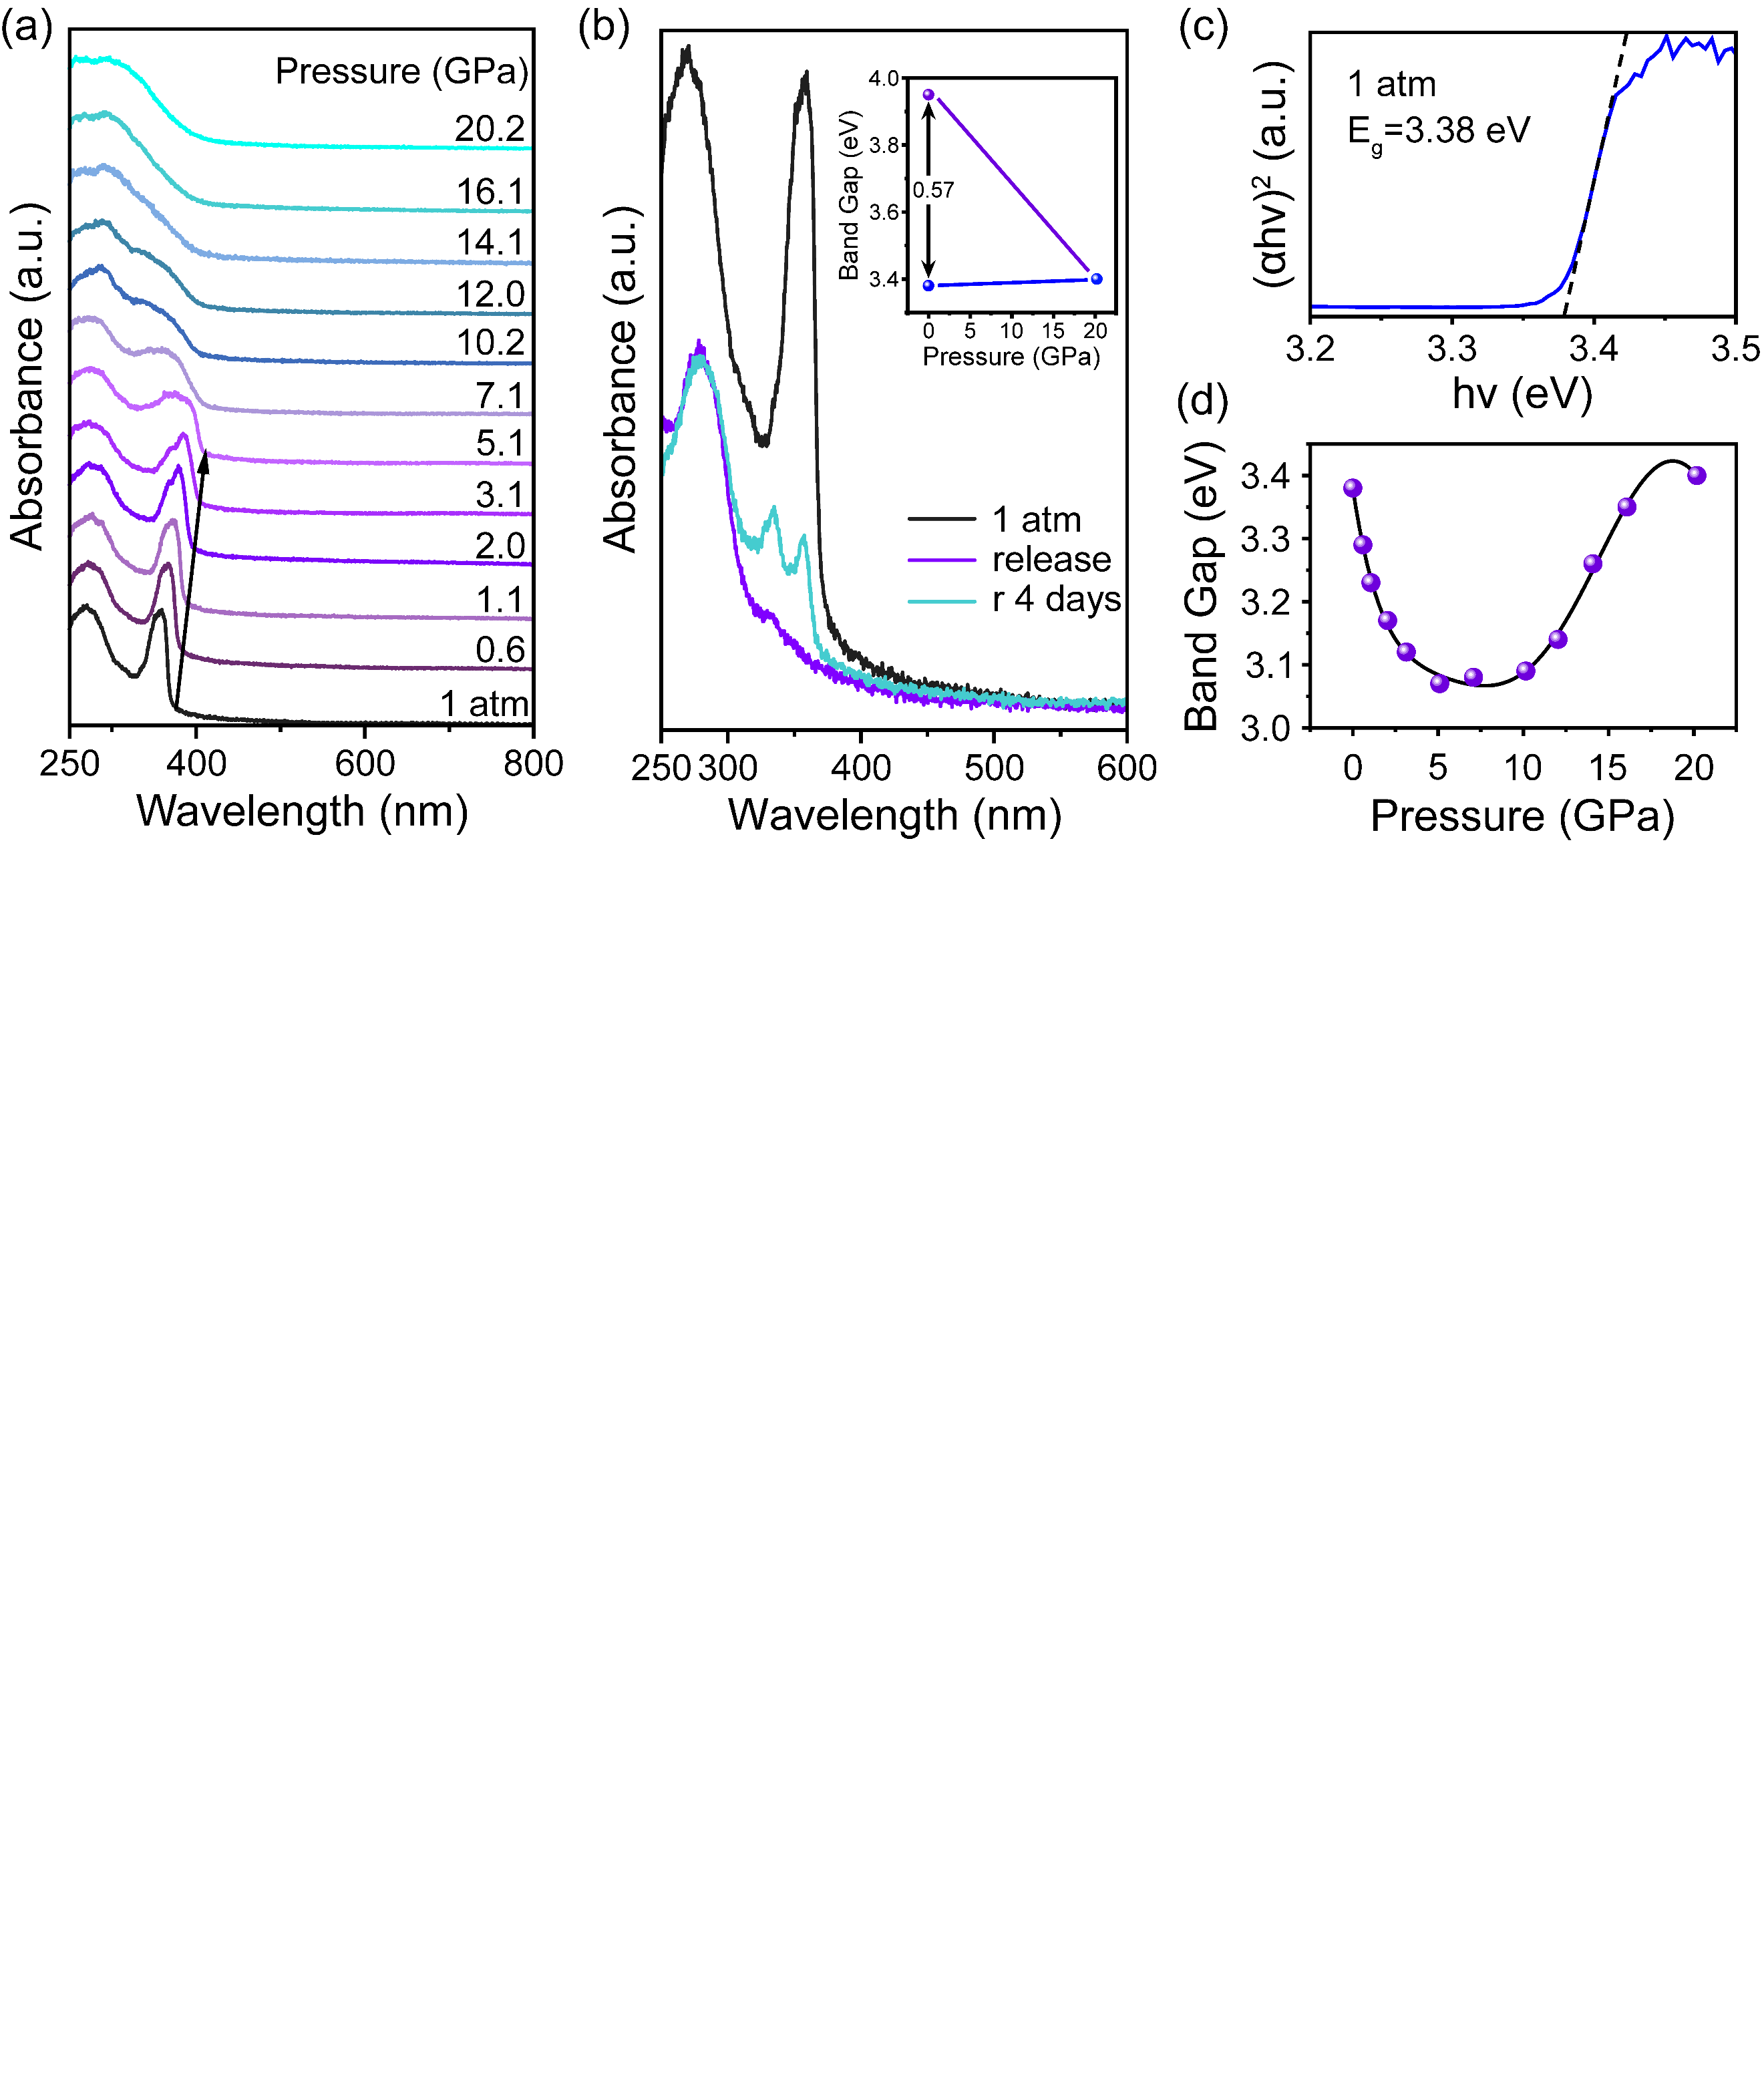 (a)
Pressure (GPa)
20.2
16.1
14.1
12.0
10.2
7.1
5.1
3.1
2.0
1.1
0.6
1 atm
Absorbance (a.u.)
250 400 600 800
Wavelength (nm)
(b)
4.0
3.8
3.6
3.4
Band Gap (eV)
0.57
0 5 10 15 20
Pressure (GPa)
1 atm
release
r 4 days
Absorbance (a.u.)
250 300 400 500 600
Wavelength (nm)
(c)
1 atm
Eg=3.38 eV
(αhν)2 (a.u.)
3.2 3.3 3.4 3.5
hν (eV)
(d)
3.4
3.3
3.2
3.1
3.0
Band Gap (eV)
0 5 10 15 20
Pressure (GPa)